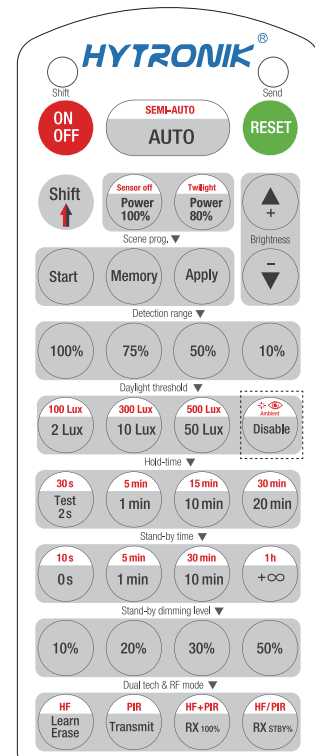 HYTRONIK®
Shift
Send
ON
OFF
SEMI-AUTO
AUTO
RESET
Shift
Sensor off
Power
100%
Twilight
Power
80%
+
Scene prog. ▼
Brightness
Start
Memory
Apply
−
Detection range ▼
100%
75%
50%
10%
Daylight threshold ▼
100 Lux
2 Lux
300 Lux
10 Lux
500 Lux
50 Lux
Ambient
Disable
Hold-time ▼
30 s
Test
2 s
5 min
1 min
15 min
10 min
30 min
20 min
Stand-by time ▼
10 s
0 s
5 min
1 min
30 min
10 min
1 h
+∞
Stand-by dimming level ▼
10%
20%
30%
50%
Dual tech & RF mode ▼
HF
Learn
Erase
PIR
Transmit
HF+PIR
RX 100%
HF/PIR
RX STBY%